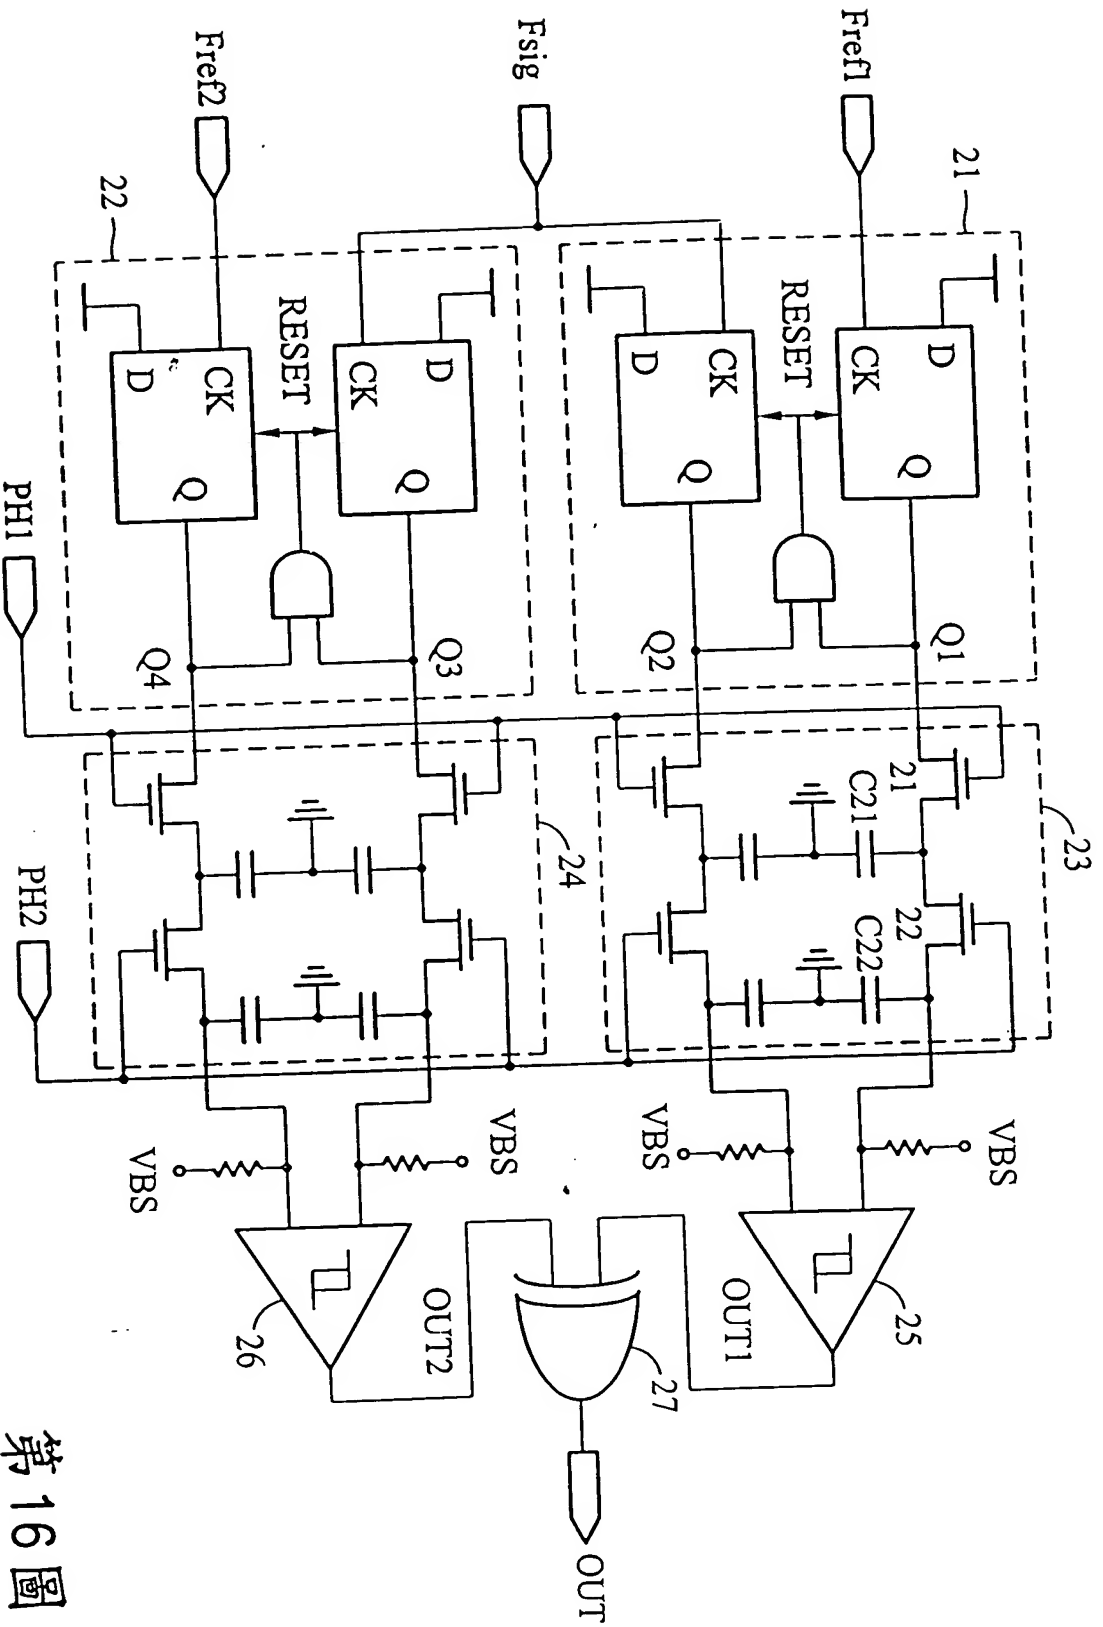 Fref1
21
D
CK
Q
RESET
CK
D
Q
Q1
Q2
Fsig
Fref2
22
D
CK
Q
RESET
CK
D
Q
Q3
Q4
PH1
PH2
23
21
22
C21
C22
24
VBS
VBS
VBS
VBS
25
26
OUT1
OUT2
27
OUT
第16圖